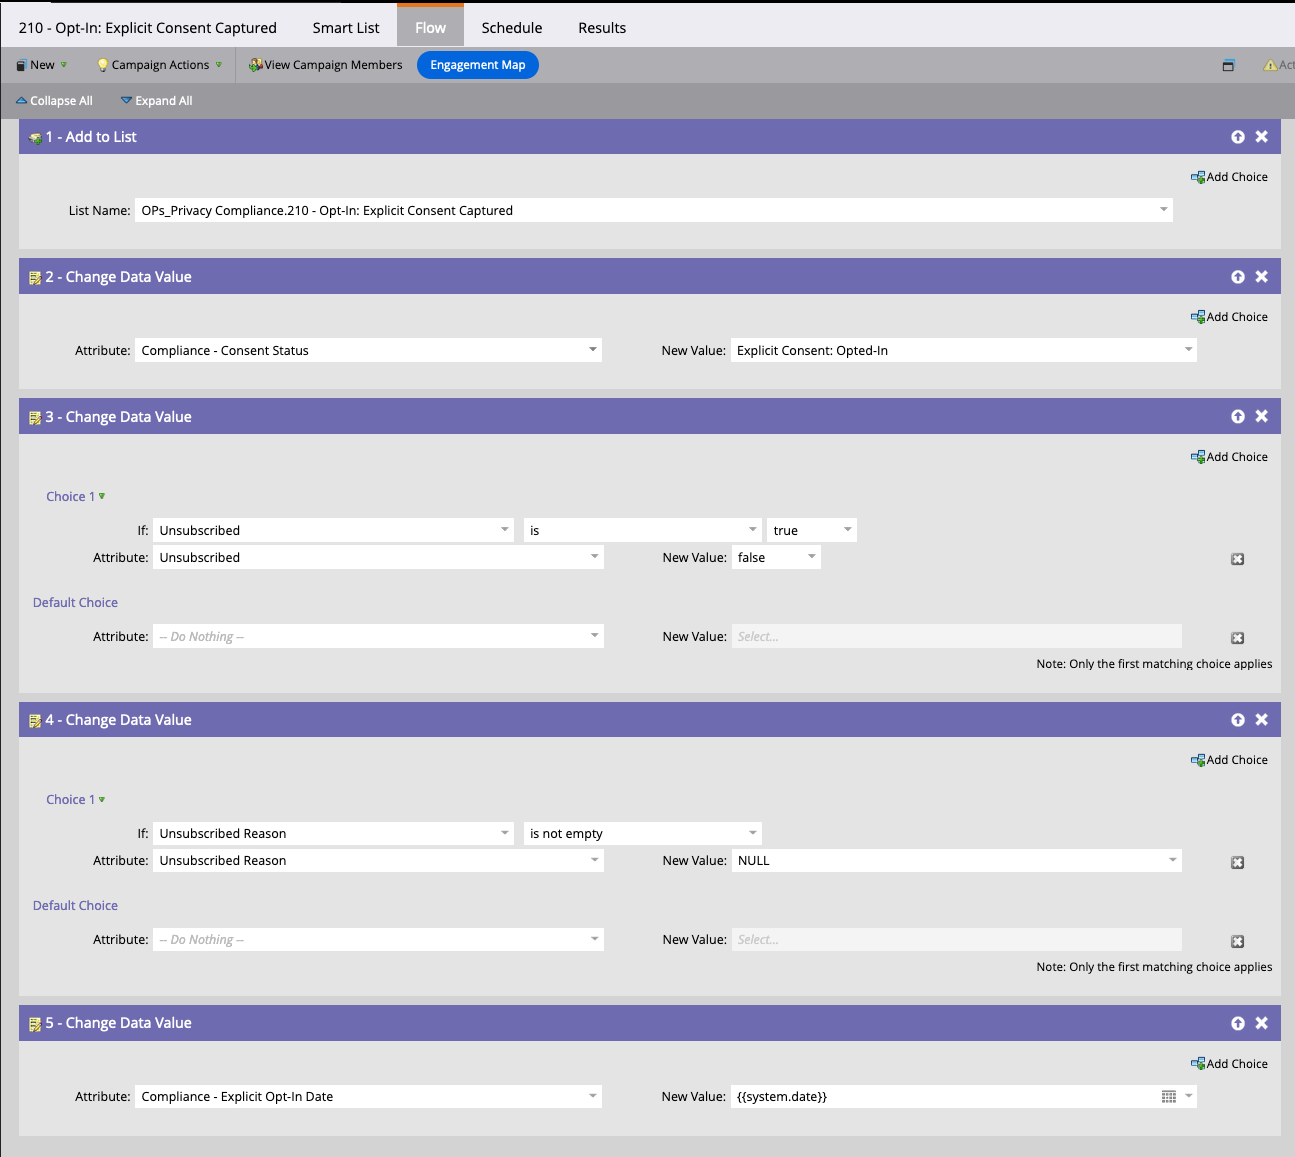 210 - Opt-In: Explicit Consent Captured Smart List Flow Schedule Results
New Campaign Actions View Campaign Members Engagement Map Act
Collapse All Expand All
1 - Add to List
Add Choice
List Name: OPs_Privacy Compliance.210 - Opt-In: Explicit Consent Captured
2 - Change Data Value
Add Choice
Attribute: Compliance - Consent Status New Value: Explicit Consent: Opted-In
3 - Change Data Value
Add Choice
Choice 1
If: Unsubscribed is true
Attribute: Unsubscribed New Value: false
Default Choice
Attribute: -- Do Nothing -- New Value: Select...
Note: Only the first matching choice applies
4 - Change Data Value
Add Choice
Choice 1
If: Unsubscribed Reason is not empty
Attribute: Unsubscribed Reason New Value: NULL
Default Choice
Attribute: -- Do Nothing -- New Value: Select...
Note: Only the first matching choice applies
5 - Change Data Value
Add Choice
Attribute: Compliance - Explicit Opt-In Date New Value: {{system.date}}